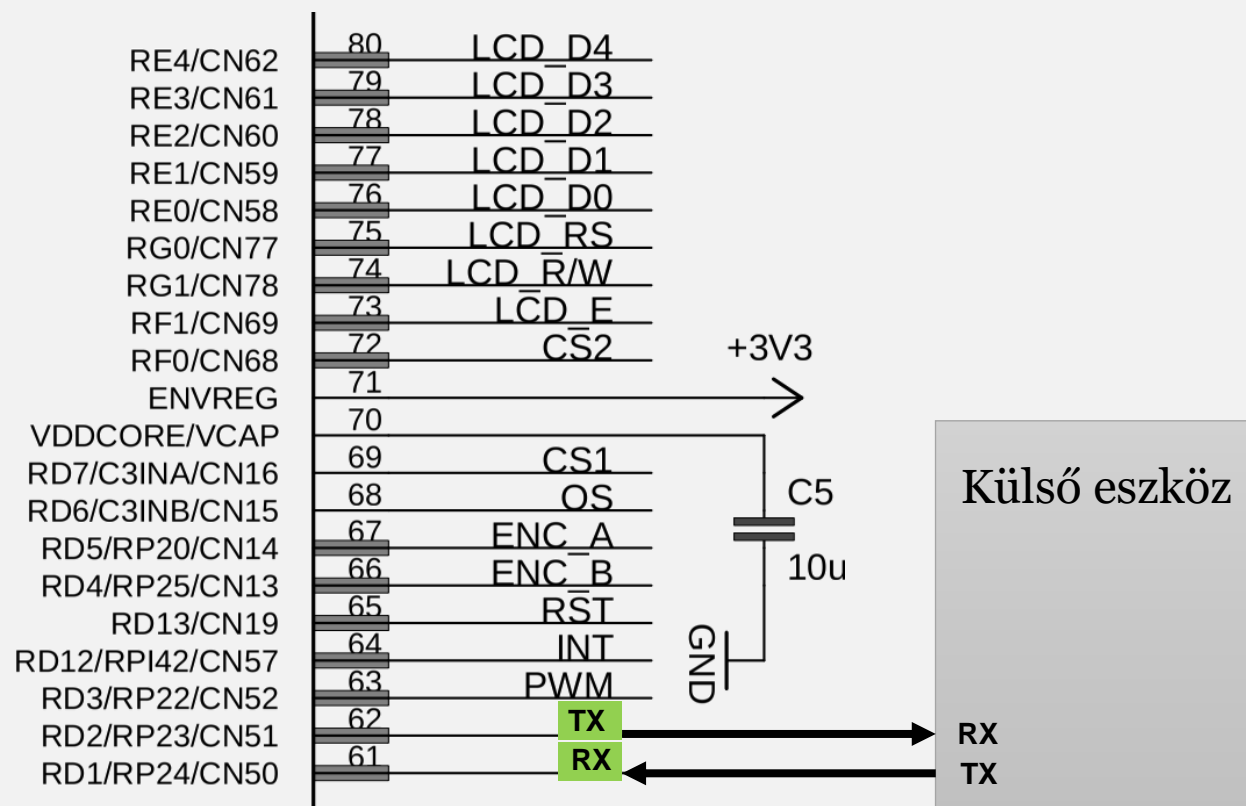 RE4/CN62 80 LCD_D4
RE3/CN61 79 LCD_D3
RE2/CN60 78 LCD_D2
RE1/CN59 77 LCD_D1
RE0/CN58 76 LCD_D0
RG0/CN77 75 LCD_RS
RG1/CN78 74 LCD_R/W
RF1/CN69 73 LCD_E
RF0/CN68 72 CS2
+3V3
ENVREG 71
VDDCORE/VCAP 70
RD7/C3INA/CN16 69 CS1
Külső eszköz
C5
RD6/C3INB/CN15 68 OS
RD5/RP20/CN14 67 ENC_A
10u
RD4/RP25/CN13 66 ENC_B
RD13/CN19 65 RST
RD12/RPI42/CN57 64 INT
GND
RD3/RP22/CN52 63 PWM
RD2/RP23/CN51 62 TX RX
RD1/RP24/CN50 61 RX TX